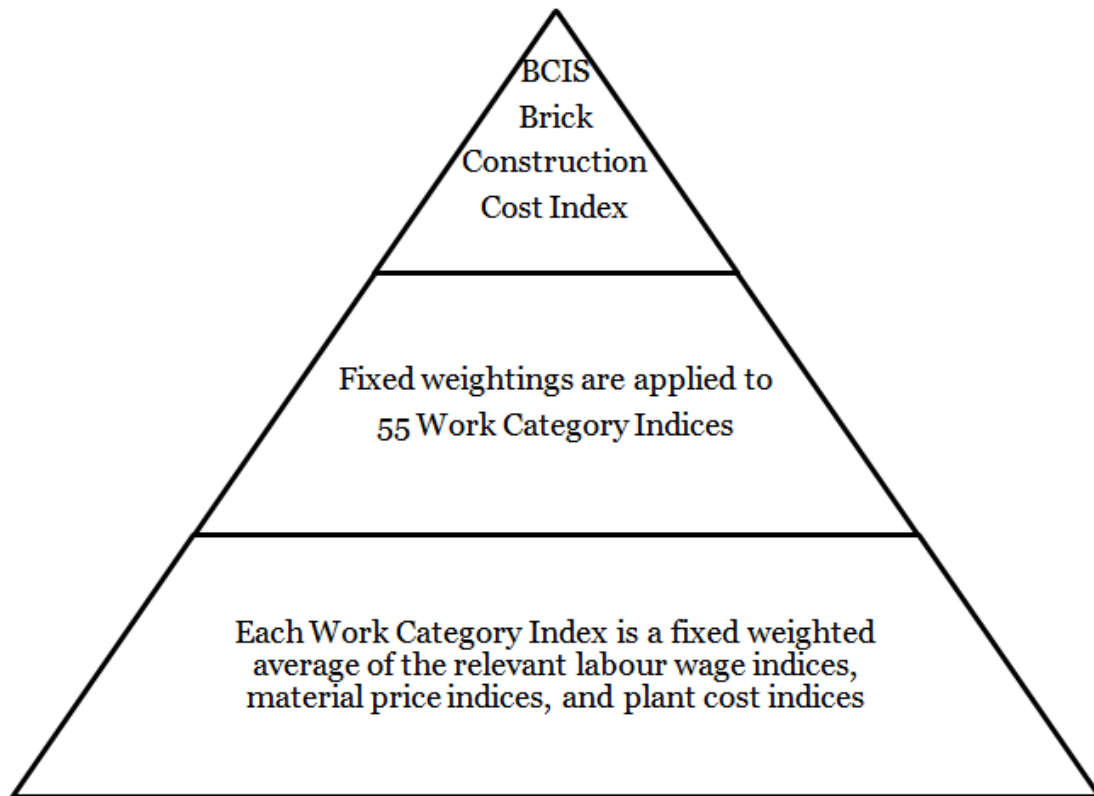 BCIS
Brick
Construction
Cost Index
Fixed weightings are applied to
55 Work Category Indices
Each Work Category Index is a fixed weighted
average of the relevant labour wage indices,
material price indices, and plant cost indices